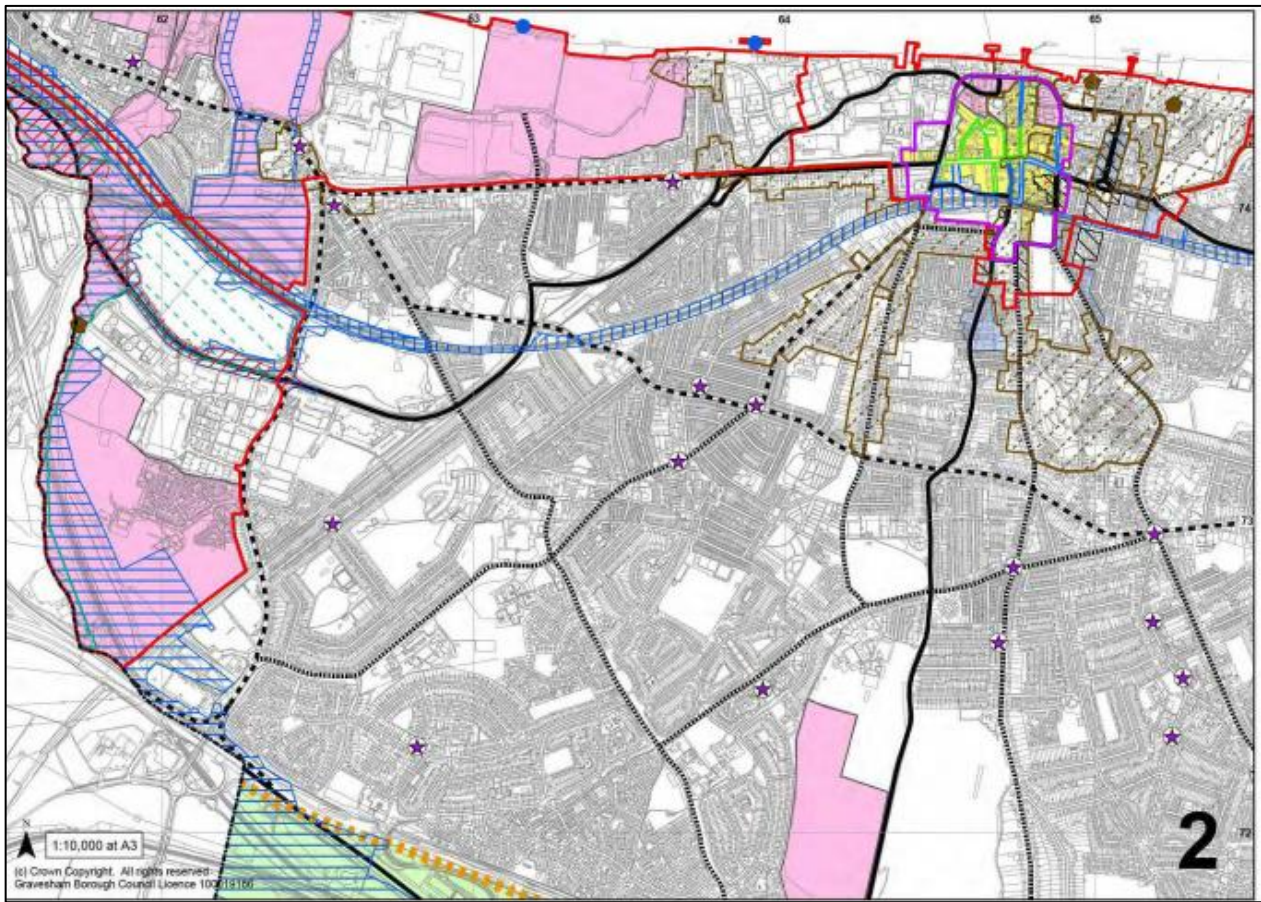 62
63
64
65
74
73
72
N
1:10,000 at A3
2
(c) Crown Copyright. All rights reserved
Gravesham Borough Council Licence 100019166